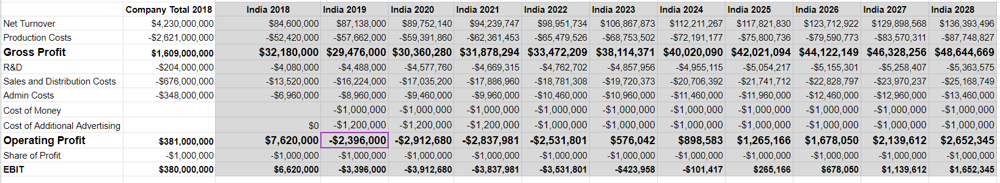 Company Total 2018 India 2018 India 2019 India 2020 India 2021 India 2022 India 2023 India 2024 India 2025 India 2026 India 2027 India 2028
Net Turnover $4,230,000,000 $84,600,000 $87,138,000 $89,752,140 $94,239,747 $98,951,734 $106,867,873 $112,211,267 $117,821,830 $123,712,922 $129,898,568 $136,393,496
Production Costs -$2,621,000,000 -$52,420,000 -$57,662,000 -$59,391,860 -$62,361,453 -$65,479,526 -$68,753,502 -$72,191,177 -$75,800,736 -$79,590,773 -$83,570,311 -$87,748,827
Gross Profit $1,609,000,000 $32,180,000 $29,476,000 $30,360,280 $31,878,294 $33,472,209 $38,114,371 $40,020,090 $42,021,094 $44,122,149 $46,328,256 $48,644,669
R&D -$204,000,000 -$4,080,000 -$4,488,000 -$4,577,760 -$4,669,315 -$4,762,702 -$4,857,956 -$4,955,115 -$5,054,217 -$5,155,301 -$5,258,407 -$5,363,575
Sales and Distribution Costs -$676,000,000 -$13,520,000 -$16,224,000 -$17,035,200 -$17,886,960 -$18,781,308 -$19,720,373 -$20,706,392 -$21,741,712 -$22,828,797 -$23,970,237 -$25,168,749
Admin Costs -$348,000,000 -$6,960,000 -$8,960,000 -$9,460,000 -$9,960,000 -$10,460,000 -$10,960,000 -$11,460,000 -$11,960,000 -$12,460,000 -$12,960,000 -$13,460,000
Cost of Money -$1,000,000 -$1,000,000 -$1,000,000 -$1,000,000 -$1,000,000 -$1,000,000 -$1,000,000 -$1,000,000 -$1,000,000 -$1,000,000
Cost of Additional Advertising $0 -$1,200,000 -$1,200,000 -$1,200,000 -$1,000,000 -$1,000,000 -$1,000,000 -$1,000,000 -$1,000,000 -$1,000,000 -$1,000,000
Operating Profit $381,000,000 $7,620,000 -$2,396,000 -$2,912,680 -$2,837,981 -$2,531,801 $576,042 $898,583 $1,265,166 $1,678,050 $2,139,612 $2,652,345
Share of Profit -$1,000,000 -$1,000,000 -$1,000,000 -$1,000,000 -$1,000,000 -$1,000,000 -$1,000,000 -$1,000,000 -$1,000,000 -$1,000,000 -$1,000,000 -$1,000,000
EBIT $380,000,000 $6,620,000 -$3,396,000 -$3,912,680 -$3,837,981 -$3,531,801 -$423,958 -$101,417 $265,166 $678,050 $1,139,612 $1,652,345